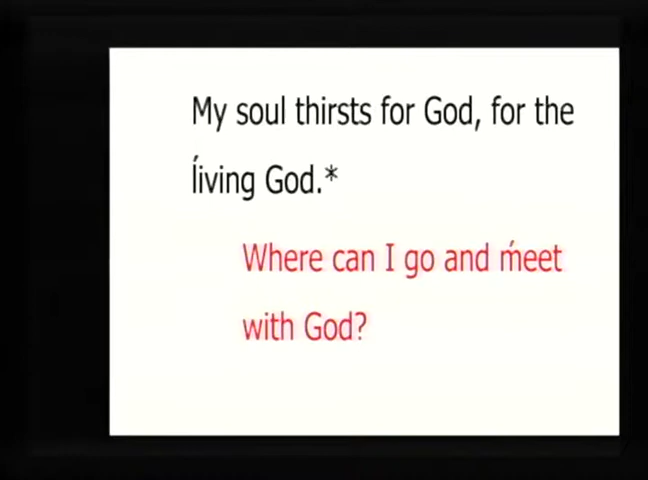 My soul thirsts for God, for the
ĺiving God.*
Where can I go and ḿeet
with God?